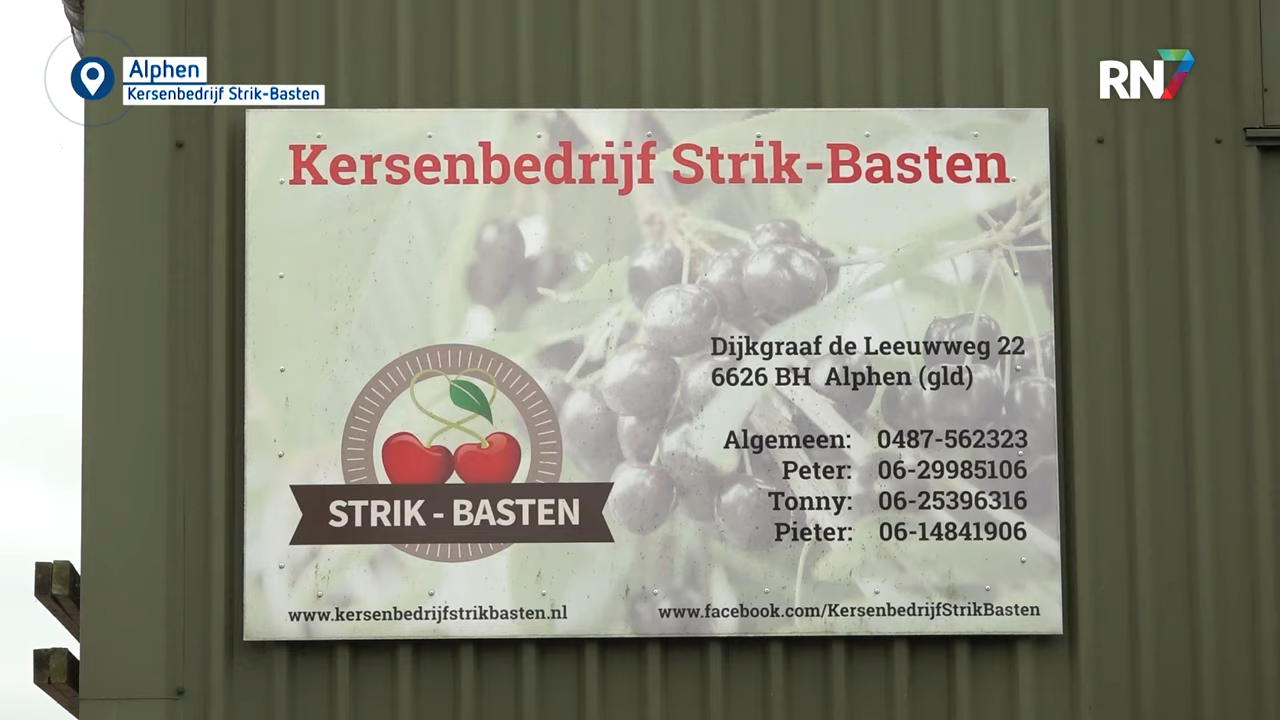 Alphen
Kersenbedrijf Strik-Basten
RN7
Kersenbedrijf Strik-Basten
Dijkgraaf de Leeuwweg 22
6626 BH Alphen (gld)
Algemeen: 0487-562323
Peter: 06-29985106
Tonny: 06-25396316
Pieter: 06-14841906
STRIK - BASTEN
www.kersenbedrijfstrikbasten.nl
www.facebook.com/KersenbedrijfStrikBasten